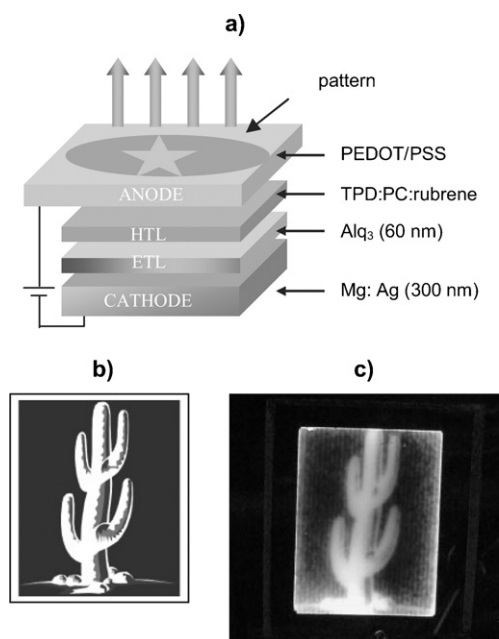 a)
pattern
PEDOT/PSS
ANODE
TPD:PC:rubrene
HTL
Alq₃ (60 nm)
ETL
CATHODE
Mg: Ag (300 nm)
b)
c)